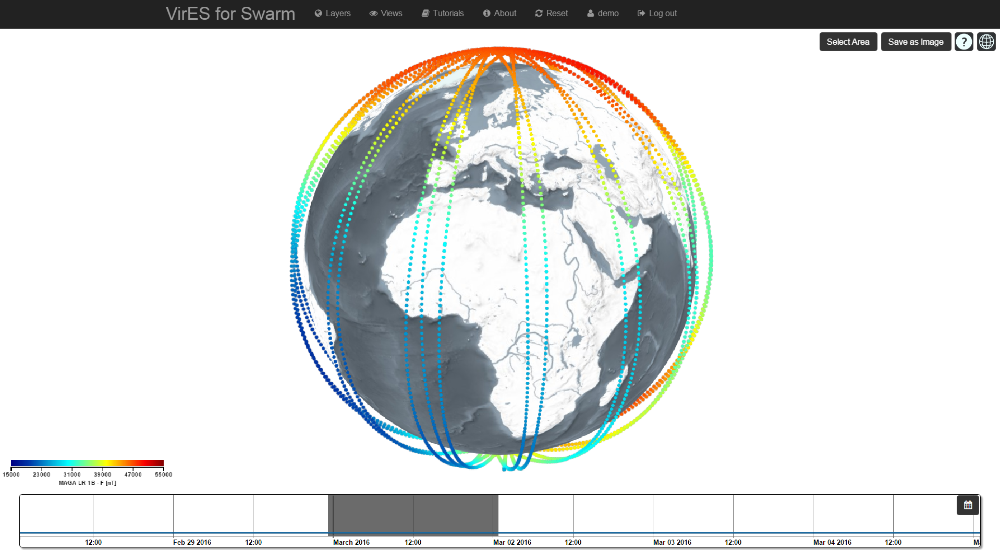 VirES for Swarm Layers Views Tutorials About Reset demo Log out
Select Area Save as Image ?
15000 23000 31000 39000 47000 55000
MAGA LR 1B - F [nT]
12:00 Feb 29 2016 12:00 March 2016 12:00 Mar 02 2016 12:00 Mar 03 2016 12:00 Mar 04 2016 12:00